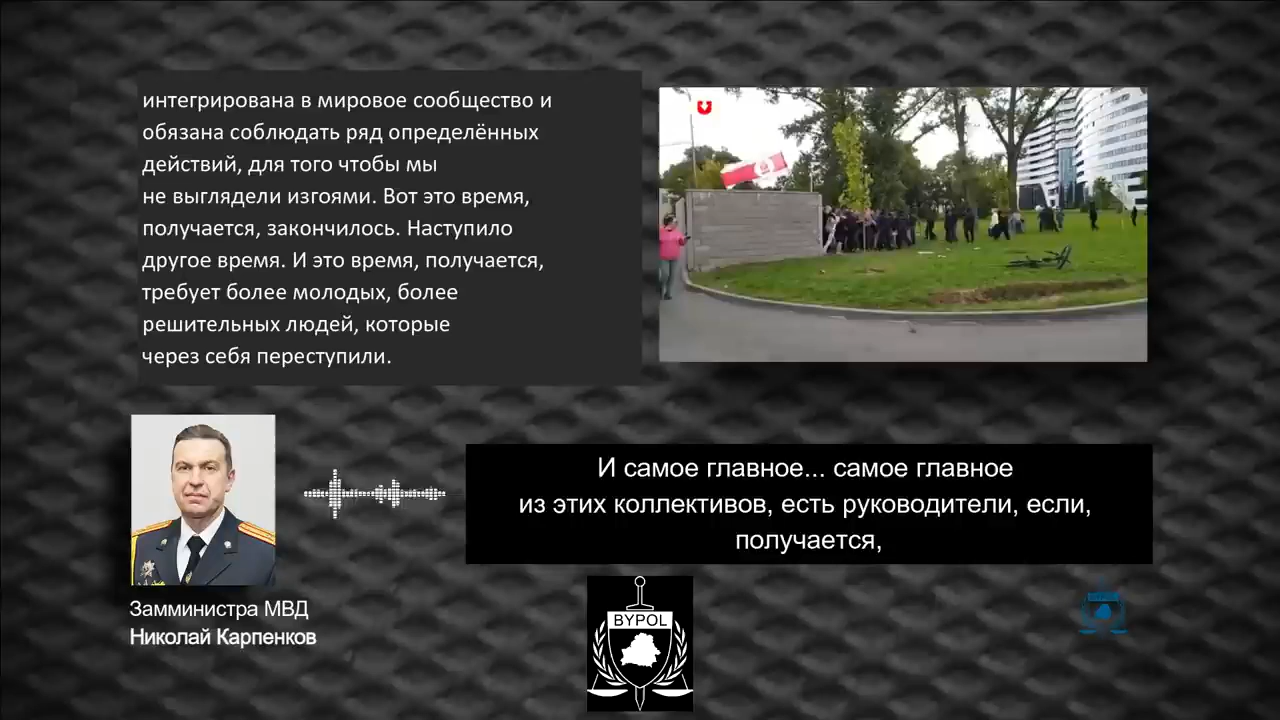 интегрирована в мировое сообщество и
обязана соблюдать ряд определённых
действий, для того чтобы мы
не выглядели изгоями. Вот это время,
получается, закончилось. Наступило
другое время. И это время, получается,
требует более молодых, более
решительных людей, которые
через себя переступили.
И самое главное... самое главное
из этих коллективов, есть руководители, если,
получается,
Замминистра МВД
Николай Карпенков
BYPOL
BYPOL